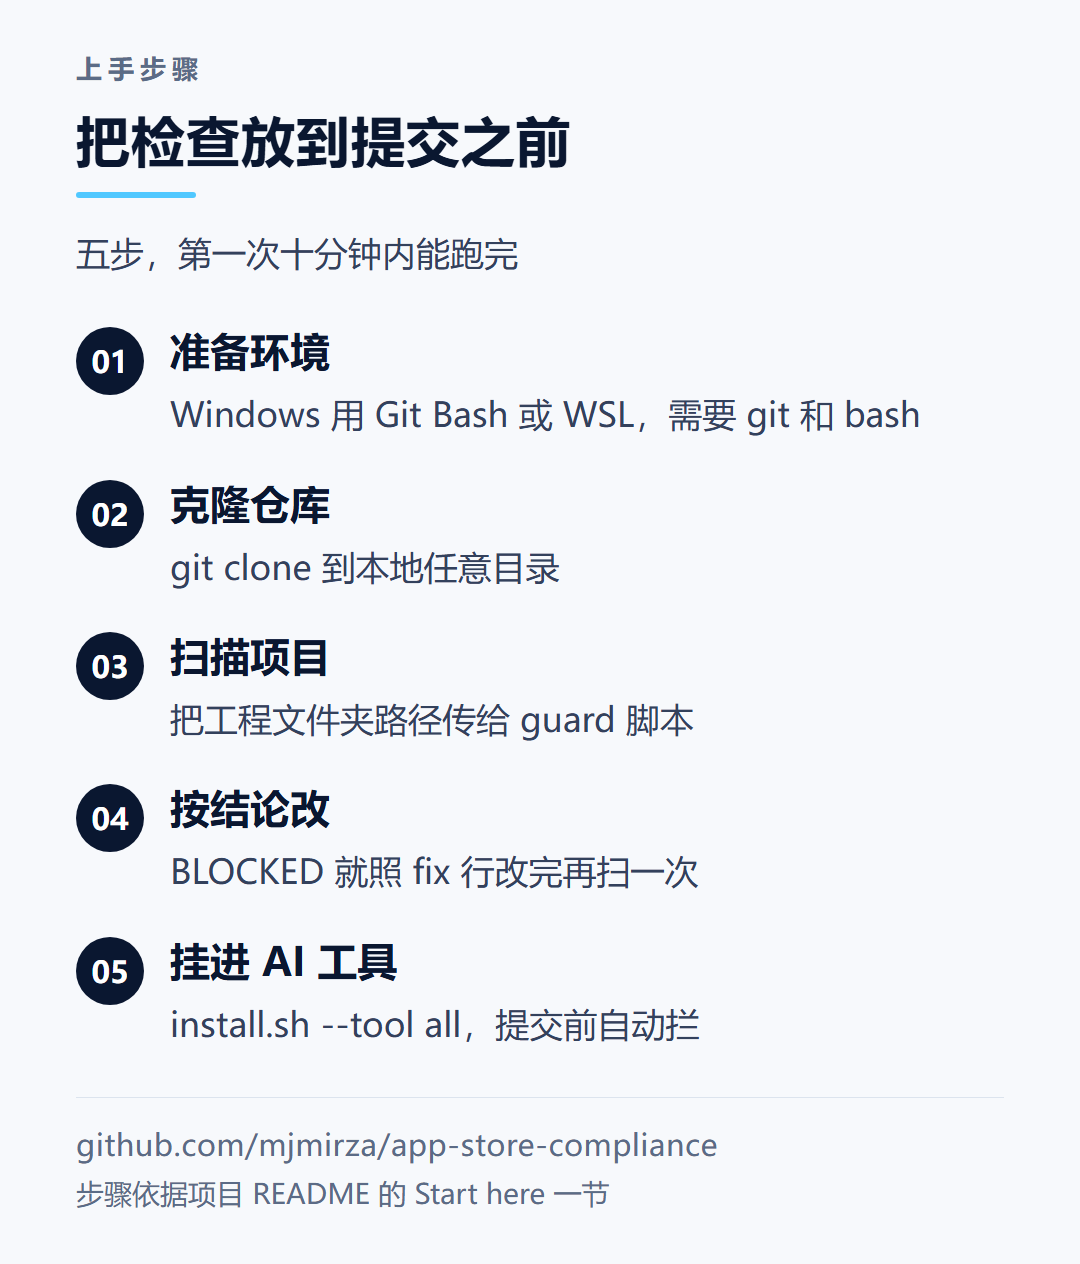 上手步骤
把检查放到提交之前
五步，第一次十分钟内能跑完
01
准备环境
Windows 用 Git Bash 或 WSL，需要 git 和 bash
02
克隆仓库
git clone 到本地任意目录
03
扫描项目
把工程文件夹路径传给 guard 脚本
04
按结论改
BLOCKED 就照 fix 行改完再扫一次
05
挂进 AI 工具
install.sh --tool all，提交前自动拦
github.com/mjmirza/app-store-compliance
步骤依据项目 README 的 Start here 一节